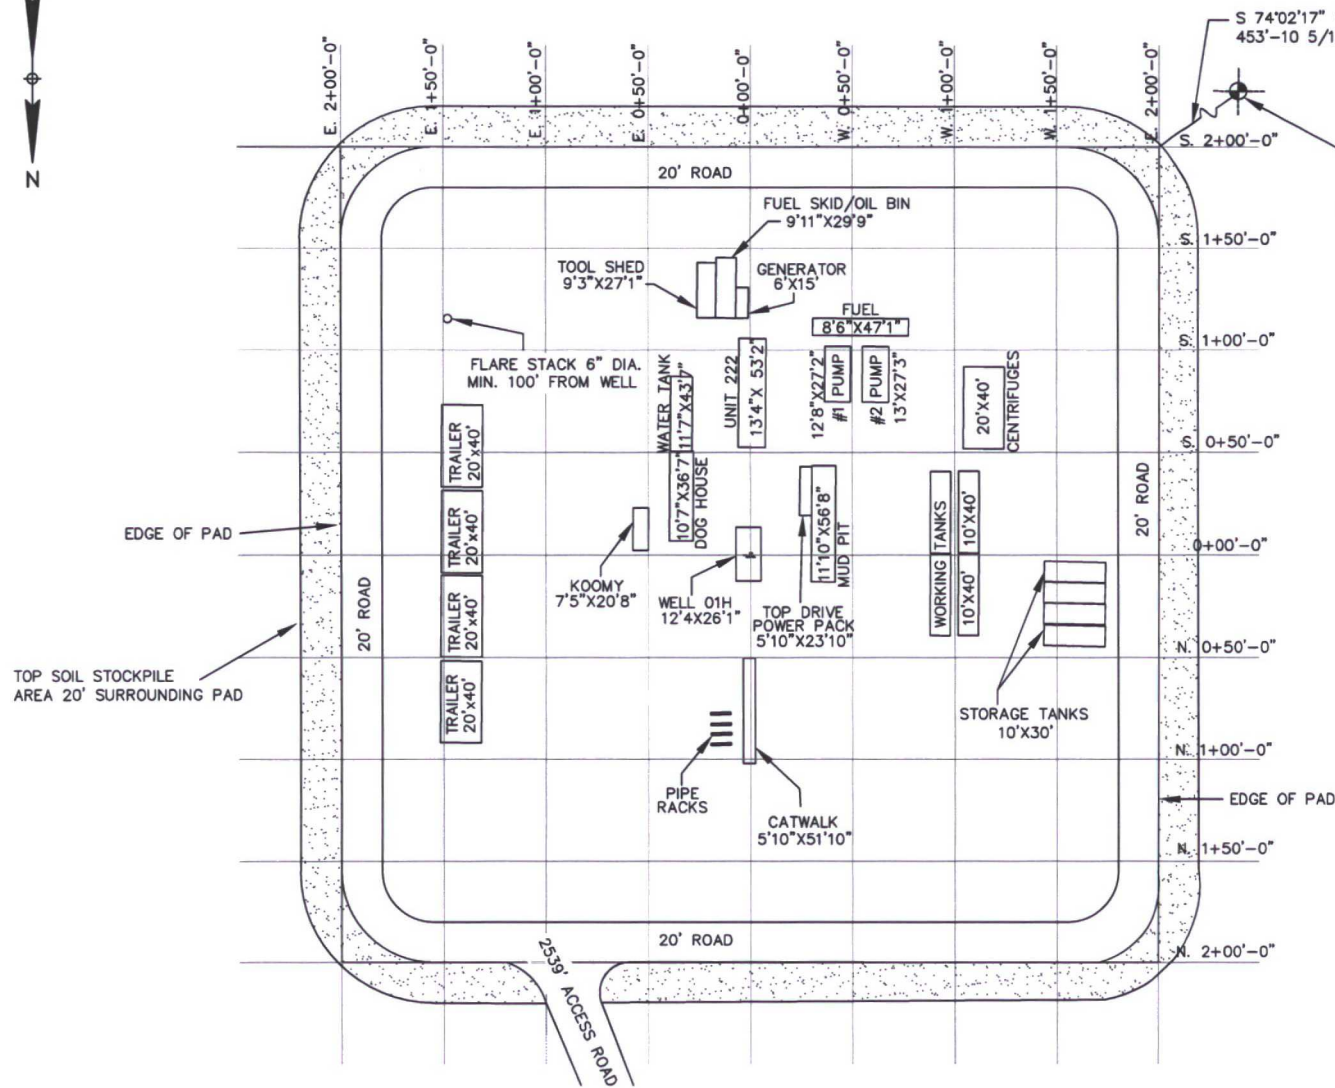 S 74°02'17"
453'-10 5/1
N
E. 2+00'-0"
E. 1+50'-0"
E. 1+00'-0"
E. 0+50'-0"
0+00'-0"
W. 0+50'-0"
W. 1+00'-0"
W. 1+50'-0"
2+00'-0"
S. 2+00'-0"
20' ROAD
FUEL SKID/OIL BIN
9'11"X29'9"
S. 1+50'-0"
TOOL SHED
9'3"X27'1"
GENERATOR
6'X15'
FUEL
8'6"X47'1"
S. 1+00'-0"
FLARE STACK 6" DIA.
MIN. 100' FROM WELL
WATER TANK
11'7"X43'7"
UNIT 222
13'4"X 53'2"
12'8"X27'2"
#1 PUMP
#2 PUMP
13'X27'3"
20'X40'
CENTRIFUGES
S. 0+50'-0"
TRAILER
20'x40'
TRAILER
20'x40'
TRAILER
20'x40'
TRAILER
20'x40'
10'7"X36'7"
DOG HOUSE
11'10"X56'8"
MUD PIT
WORKING TANKS
10'X40'
10'X40'
20' ROAD
EDGE OF PAD
0+00'-0"
KOOMY
7'5"X20'8"
WELL 01H
12'4X26'1"
TOP DRIVE
POWER PACK
5'10"X23'10"
20' ROAD
N. 0+50'-0"
TOP SOIL STOCKPILE
AREA 20' SURROUNDING PAD
STORAGE TANKS
10'X30'
N. 1+00'-0"
PIPE
RACKS
CATWALK
5'10"X51'10"
EDGE OF PAD
N. 1+50'-0"
20' ROAD
N. 2+00'-0"
2539' ACCESS ROAD